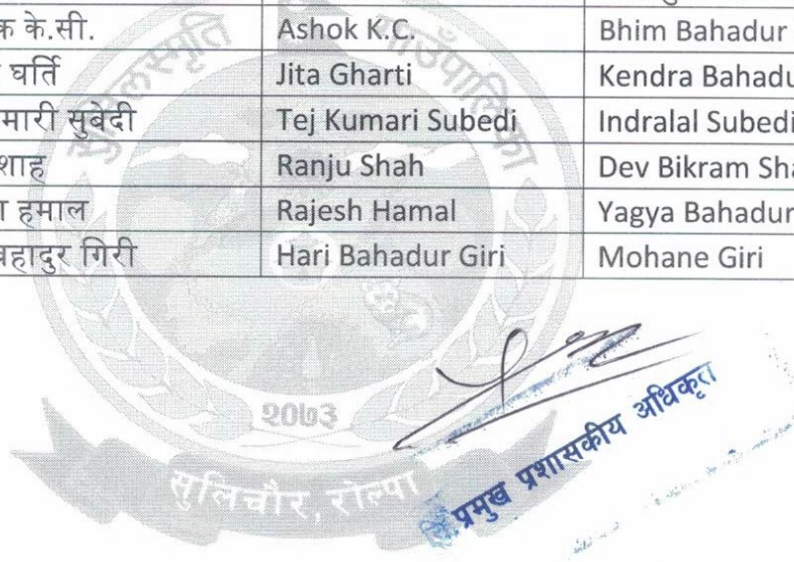 क के.सी. Ashok K.C. Bhim Bahadur
घर्ति Jita Gharti Kendra Bahadu
मारी सुबेदी Tej Kumari Subedi Indralal Subedi
शाह Ranju Shah Dev Bikram Sha
ा हमाल Rajesh Hamal Yagya Bahadur
बहादुर गिरी Hari Bahadur Giri Mohane Giri
सुनिलस्मृति गाउँपालिका
२०७३
सुलिचौर, रोल्पा
प्रमुख प्रशासकीय अधिकृत